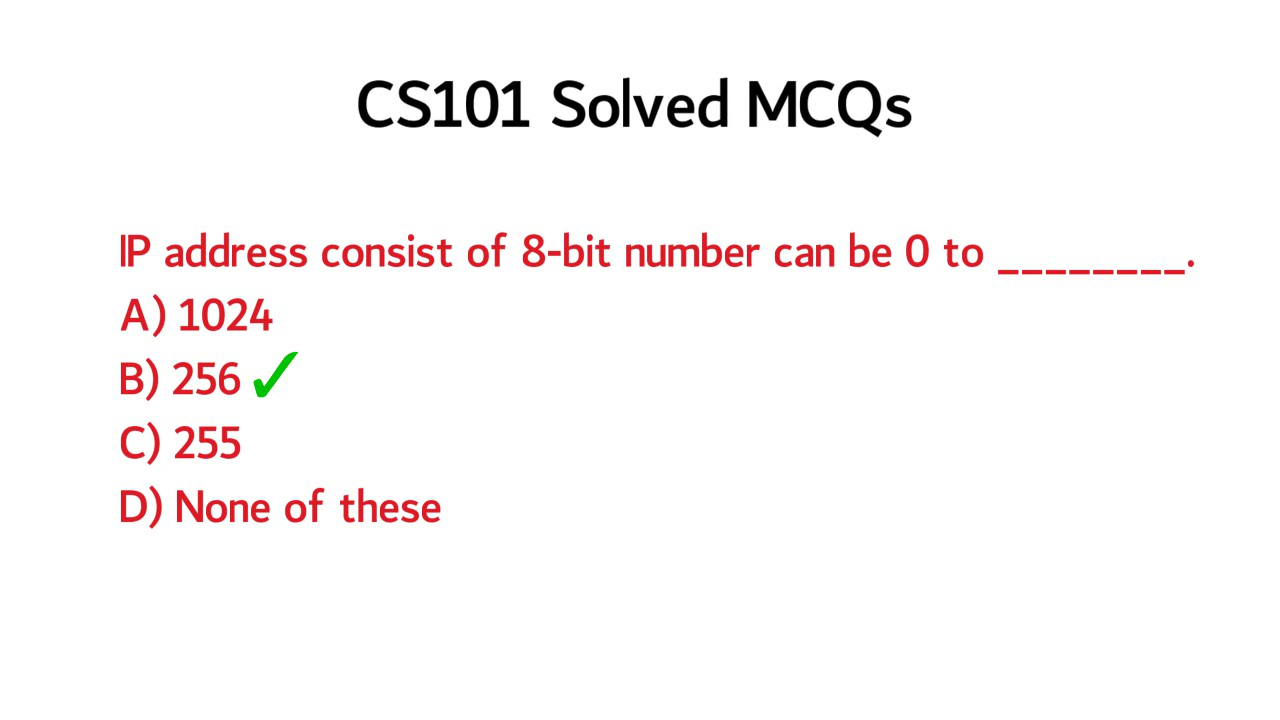 CS101 Solved MCQs
IP address consist of 8-bit number can be 0 to ________.
A) 1024
B) 256 ✓
C) 255
D) None of these